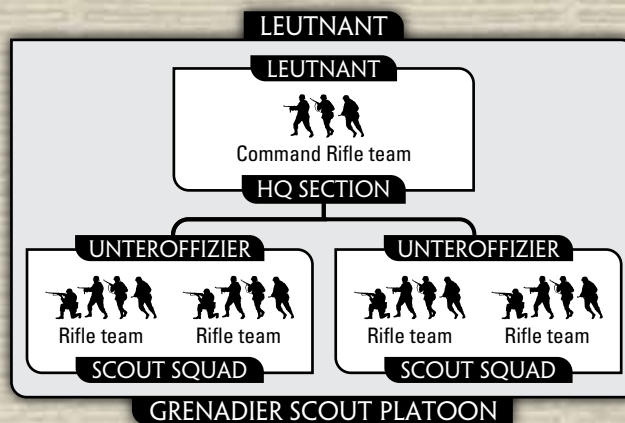 LEUTNANT
LEUTNANT
Command Rifle team
HQ SECTION
UNTEROFFIZIER
Rifle team Rifle team
SCOUT SQUAD
UNTEROFFIZIER
Rifle team Rifle team
SCOUT SQUAD
GRENADIER SCOUT PLATOON